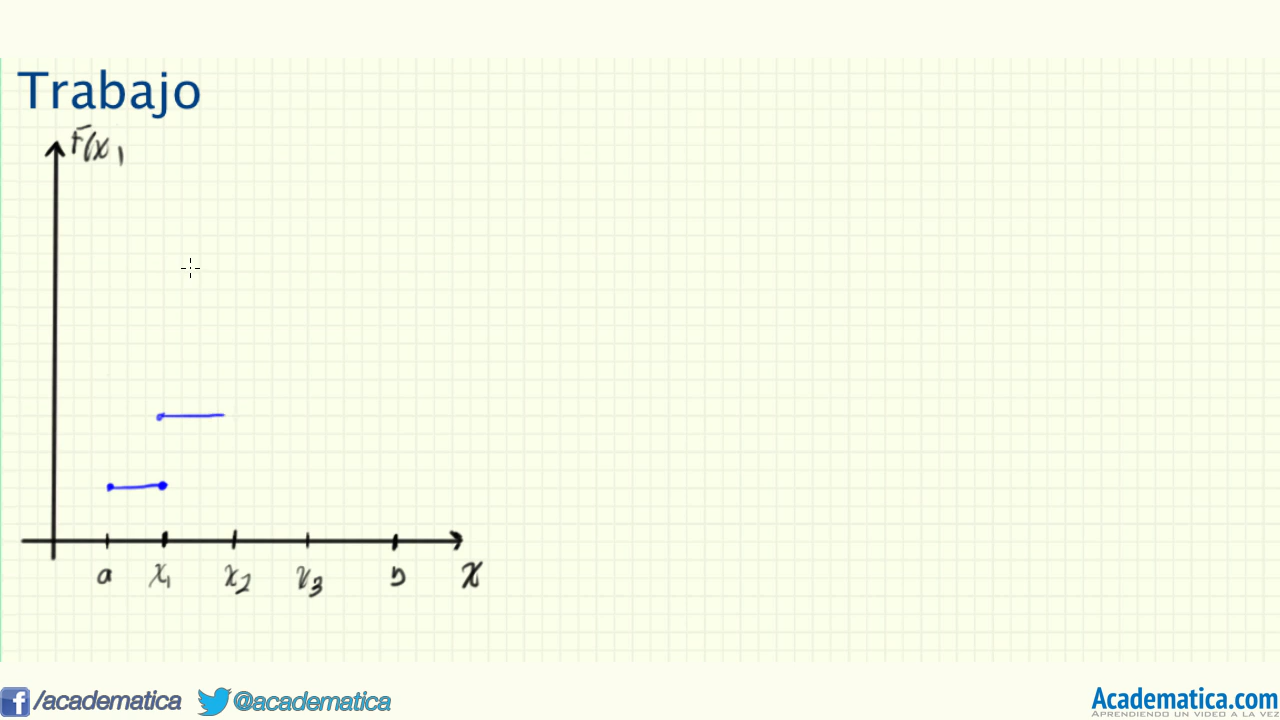 Trabajo
F(x)
a x₁ x₂ x₃ b x
/academatica @academatica
Academatica.com
APRENDIENDO UN VIDEO A LA VEZ